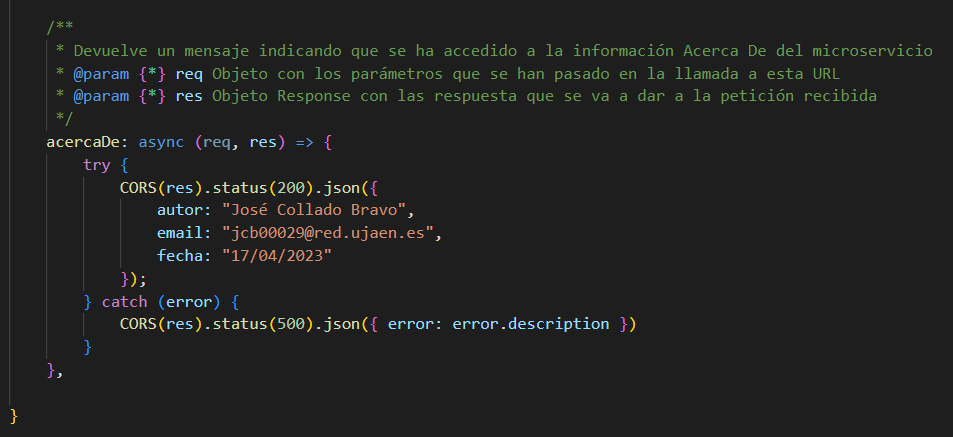 /**
* Devuelve un mensaje indicando que se ha accedido a la información Acerca De del microservicio
* @param {*} req Objeto con los parámetros que se han pasado en la llamada a esta URL
* @param {*} res Objeto Response con las respuesta que se va a dar a la petición recibida
*/
acercaDe: async (req, res) => {
try {
CORS(res).status(200).json({
autor: "José Collado Bravo",
email: "jcb00029@red.ujaen.es",
fecha: "17/04/2023"
});
} catch (error) {
CORS(res).status(500).json({ error: error.description })
}
},
}